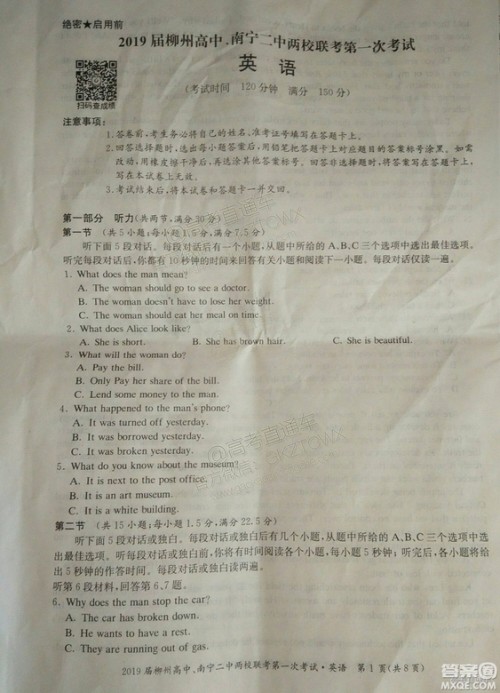 绝密★启用前
2019届柳州高中、南宁二中两校联考第一次考试
英语
扫码查成绩
(考试时间 120分钟 满分 150分)
注意事项:
1.答卷前,考生务必将自己的姓名、准考证号填写在答题卡上。
2.回答选择题时,选出每小题答案后,用铅笔把答题卡上对应题目的答案标号涂黑。如需
改动,用橡皮擦干净后,再选涂其他答案标号。回答非选择题时,将答案写在答题卡上,写在
本试卷上无效。
3.考试结束后,将本试卷和答题卡一并交回。
第一部分 听力(共两节,满分30分)
第一节 (共5小题;每小题1.5分,满分7.5分)
听下面5段对话。每段对话后有一个小题,从题中所给的A、B、C三个选项中选出最佳选项。
听完每段对话后,你都有10秒钟的时间来回答有关小题和阅读下一小题。每段对话仅读一遍。
1. What does the man mean?
A. The woman should go to see a doctor.
B. The woman doesn't have to lose her weight.
C. The woman should eat her meal on time.
2. What does Alice look like?
A. She is short. B. She has brown hair. C. She is beautiful.
3. What will the woman do?
A. Pay the bill.
B. Only Pay her share of the bill.
C. Lend some money to the man.
4. What happened to the man's phone?
A. It was turned off yesterday.
B. It was borrowed yesterday.
C. It was broken yesterday.
5. What do you know about the museum?
A. It is next to the post office.
B. It is an art museum.
C. It is a white building.
第二节 (共15小题;每小题1.5分,满分22.5分)
听下面5段对话或独白。每段对话或独白后有几个小题,从题中所给的A、B、C三个选项中选
出最佳选项。听每段对话或独白前,你将有时间阅读各个小题,每小题5秒钟;听完后,各小题将给
出5秒钟的作答时间。每段对话或独白读两遍。
听第6段材料,回答第6、7题。
6. Why does the man stop the car?
A. The car has broken down.
B. They have arrived home.
C. They are running out of gas.
2019届柳州高中、南宁二中两校联考第一次考试·英语 第1页(共8页)